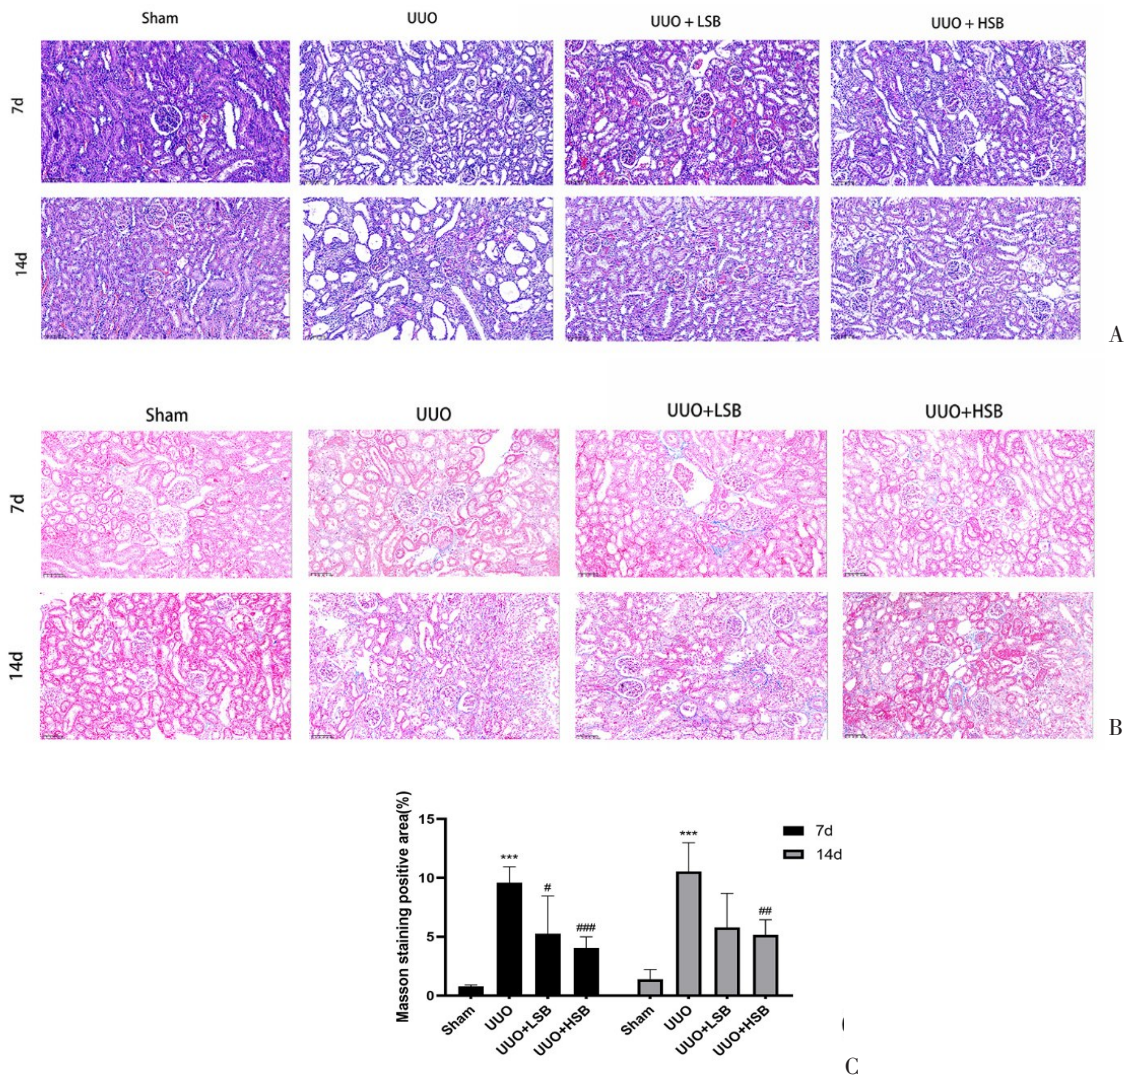 Sham UUO UUO + LSB UUO + HSB
7d
14d
A
Sham UUO UUO+LSB UUO+HSB
7d
14d
B
Masson staining positive area(%)
15
10
5
0
*** # ### *** ##
7d
14d
Sham UUO UUO+LSB UUO+HSB Sham UUO UUO+LSB UUO+HSB
C